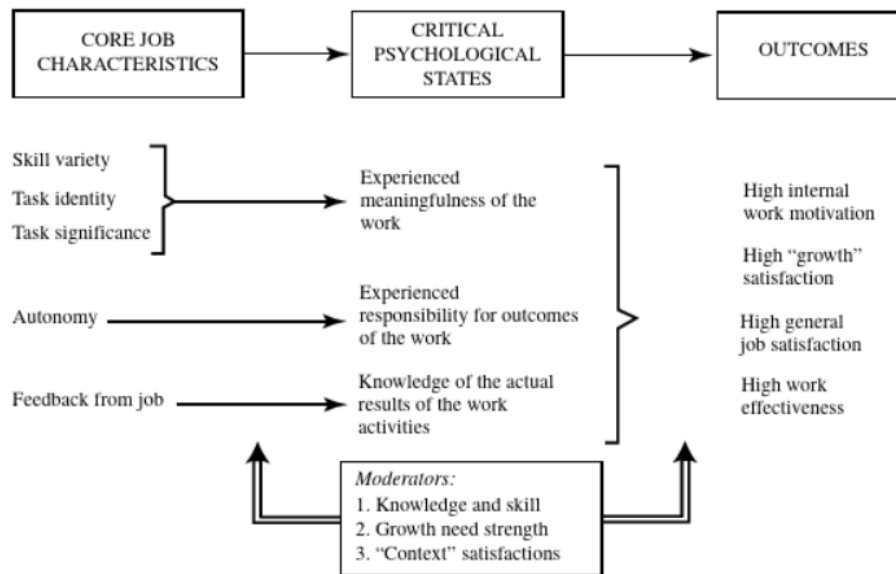 CORE JOB
CHARACTERISTICS
CRITICAL
PSYCHOLOGICAL
STATES
OUTCOMES
Skill variety
Task identity
Task significance
Experienced
meaningfulness of the
work
Autonomy
Experienced
responsibility for outcomes
of the work
Feedback from job
Knowledge of the actual
results of the work
activities
High internal
work motivation
High “growth”
satisfaction
High general
job satisfaction
High work
effectiveness
Moderators:
1. Knowledge and skill
2. Growth need strength
3. “Context” satisfactions